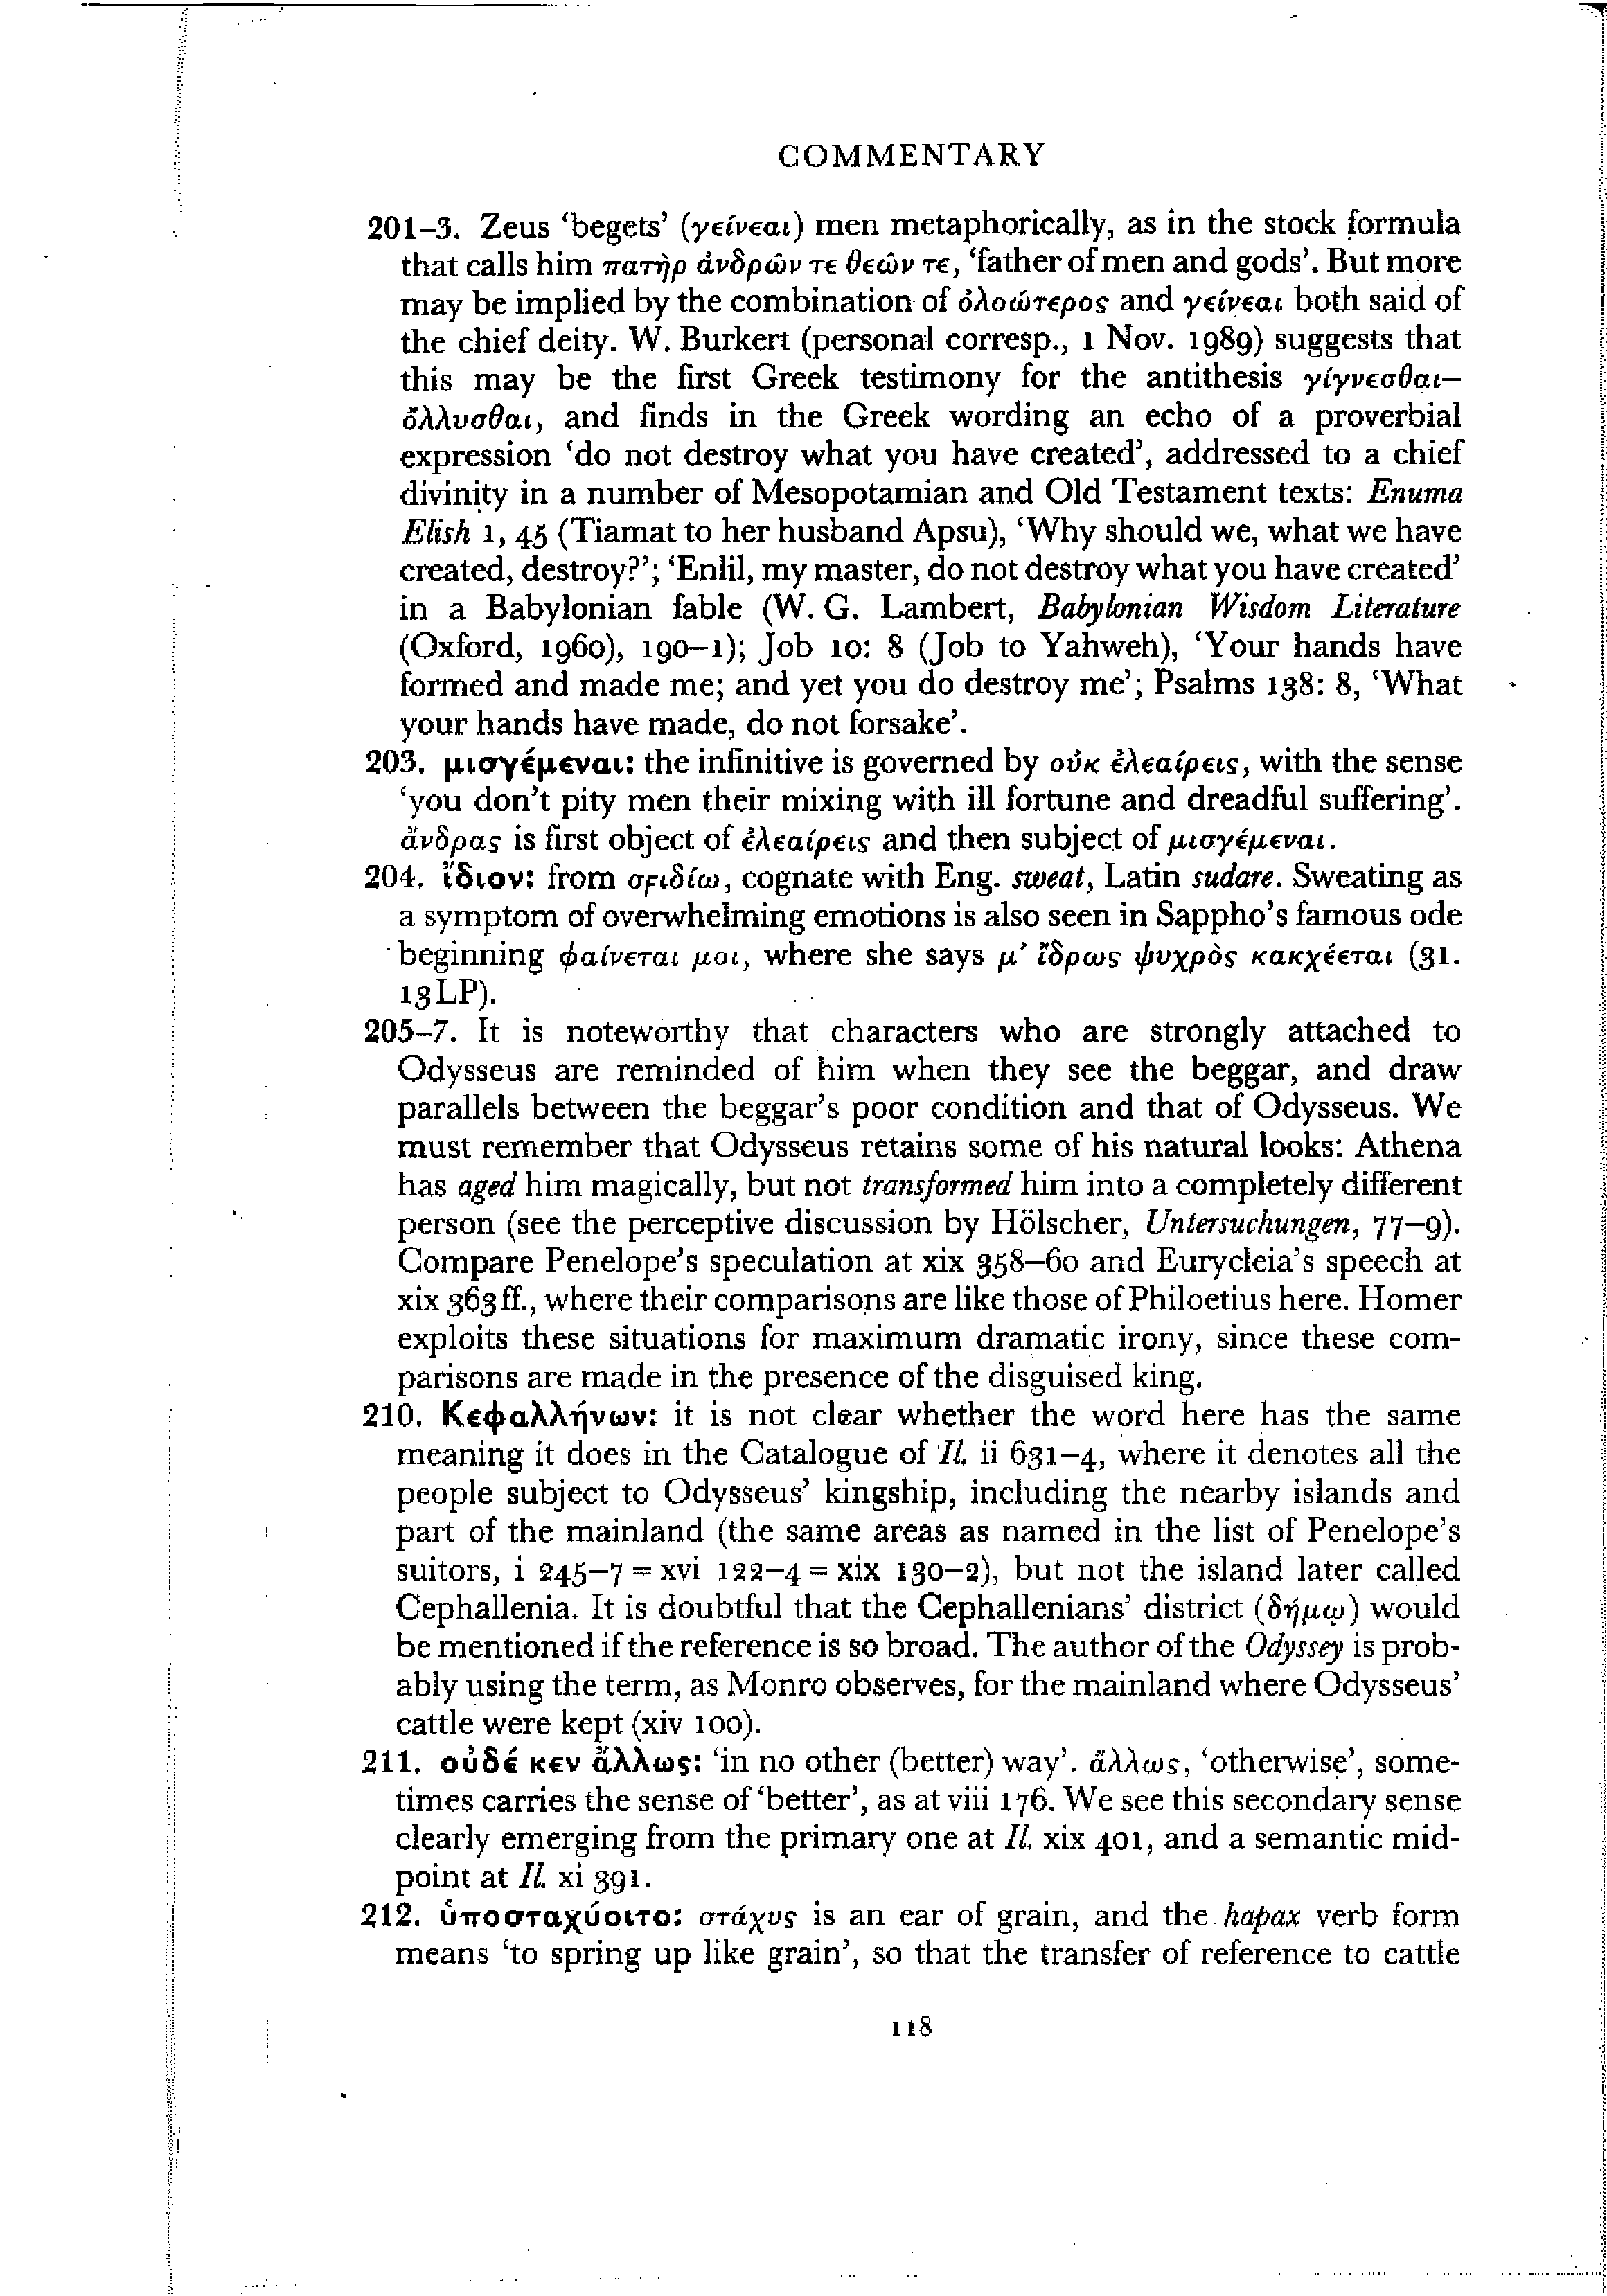 COMMENTARY
201–3. Zeus ‘begets’ (γείνεαι) men metaphorically, as in the stock formula
that calls him πατὴρ ἀνδρῶν τε θεῶν τε, ‘father of men and gods’. But more
may be implied by the combination of ὀλοώτερος and γείνεαι both said of
the chief deity. W. Burkert (personal corresp., 1 Nov. 1989) suggests that
this may be the first Greek testimony for the antithesis γίγνεσθαι–
ὄλλυσθαι, and finds in the Greek wording an echo of a proverbial
expression ‘do not destroy what you have created’, addressed to a chief
divinity in a number of Mesopotamian and Old Testament texts: Enuma
Elish 1, 45 (Tiamat to her husband Apsu), ‘Why should we, what we have
created, destroy?’; ‘Enlil, my master, do not destroy what you have created’
in a Babylonian fable (W. G. Lambert, Babylonian Wisdom Literature
(Oxford, 1960), 190–1); Job 10: 8 (Job to Yahweh), ‘Your hands have
formed and made me; and yet you do destroy me’; Psalms 138: 8, ‘What
your hands have made, do not forsake’.
203. μισγέμεναι: the infinitive is governed by οὐκ ἐλεαίρεις, with the sense
‘you don’t pity men their mixing with ill fortune and dreadful suffering’.
ἄνδρας is first object of ἐλεαίρεις and then subject of μισγέμεναι.
204. ἴδιον: from σϝιδίω, cognate with Eng. sweat, Latin sudare. Sweating as
a symptom of overwhelming emotions is also seen in Sappho’s famous ode
beginning φαίνεται μοι, where she says μ’ ἴδρως ψυχρὸς κακχέεται (31.
13LP).
205–7. It is noteworthy that characters who are strongly attached to
Odysseus are reminded of him when they see the beggar, and draw
parallels between the beggar’s poor condition and that of Odysseus. We
must remember that Odysseus retains some of his natural looks: Athena
has aged him magically, but not transformed him into a completely different
person (see the perceptive discussion by Hölscher, Untersuchungen, 77–9).
Compare Penelope’s speculation at xix 358–60 and Eurycleia’s speech at
xix 363 ff., where their comparisons are like those of Philoetius here. Homer
exploits these situations for maximum dramatic irony, since these com-
parisons are made in the presence of the disguised king.
210. Κεφαλλήνων: it is not clear whether the word here has the same
meaning it does in the Catalogue of Il. ii 631–4, where it denotes all the
people subject to Odysseus’ kingship, including the nearby islands and
part of the mainland (the same areas as named in the list of Penelope’s
suitors, i 245–7 = xvi 122–4 = xix 130–2), but not the island later called
Cephallenia. It is doubtful that the Cephallenians’ district (δήμῳ) would
be mentioned if the reference is so broad. The author of the Odyssey is prob-
ably using the term, as Monro observes, for the mainland where Odysseus’
cattle were kept (xiv 100).
211. οὐδέ κεν ἄλλως: ‘in no other (better) way’. ἄλλως, ‘otherwise’, some-
times carries the sense of ‘better’, as at viii 176. We see this secondary sense
clearly emerging from the primary one at Il. xix 401, and a semantic mid-
point at Il. xi 391.
212. ὑποσταχύοιτο: στάχυς is an ear of grain, and the hapax verb form
means ‘to spring up like grain’, so that the transfer of reference to cattle
118